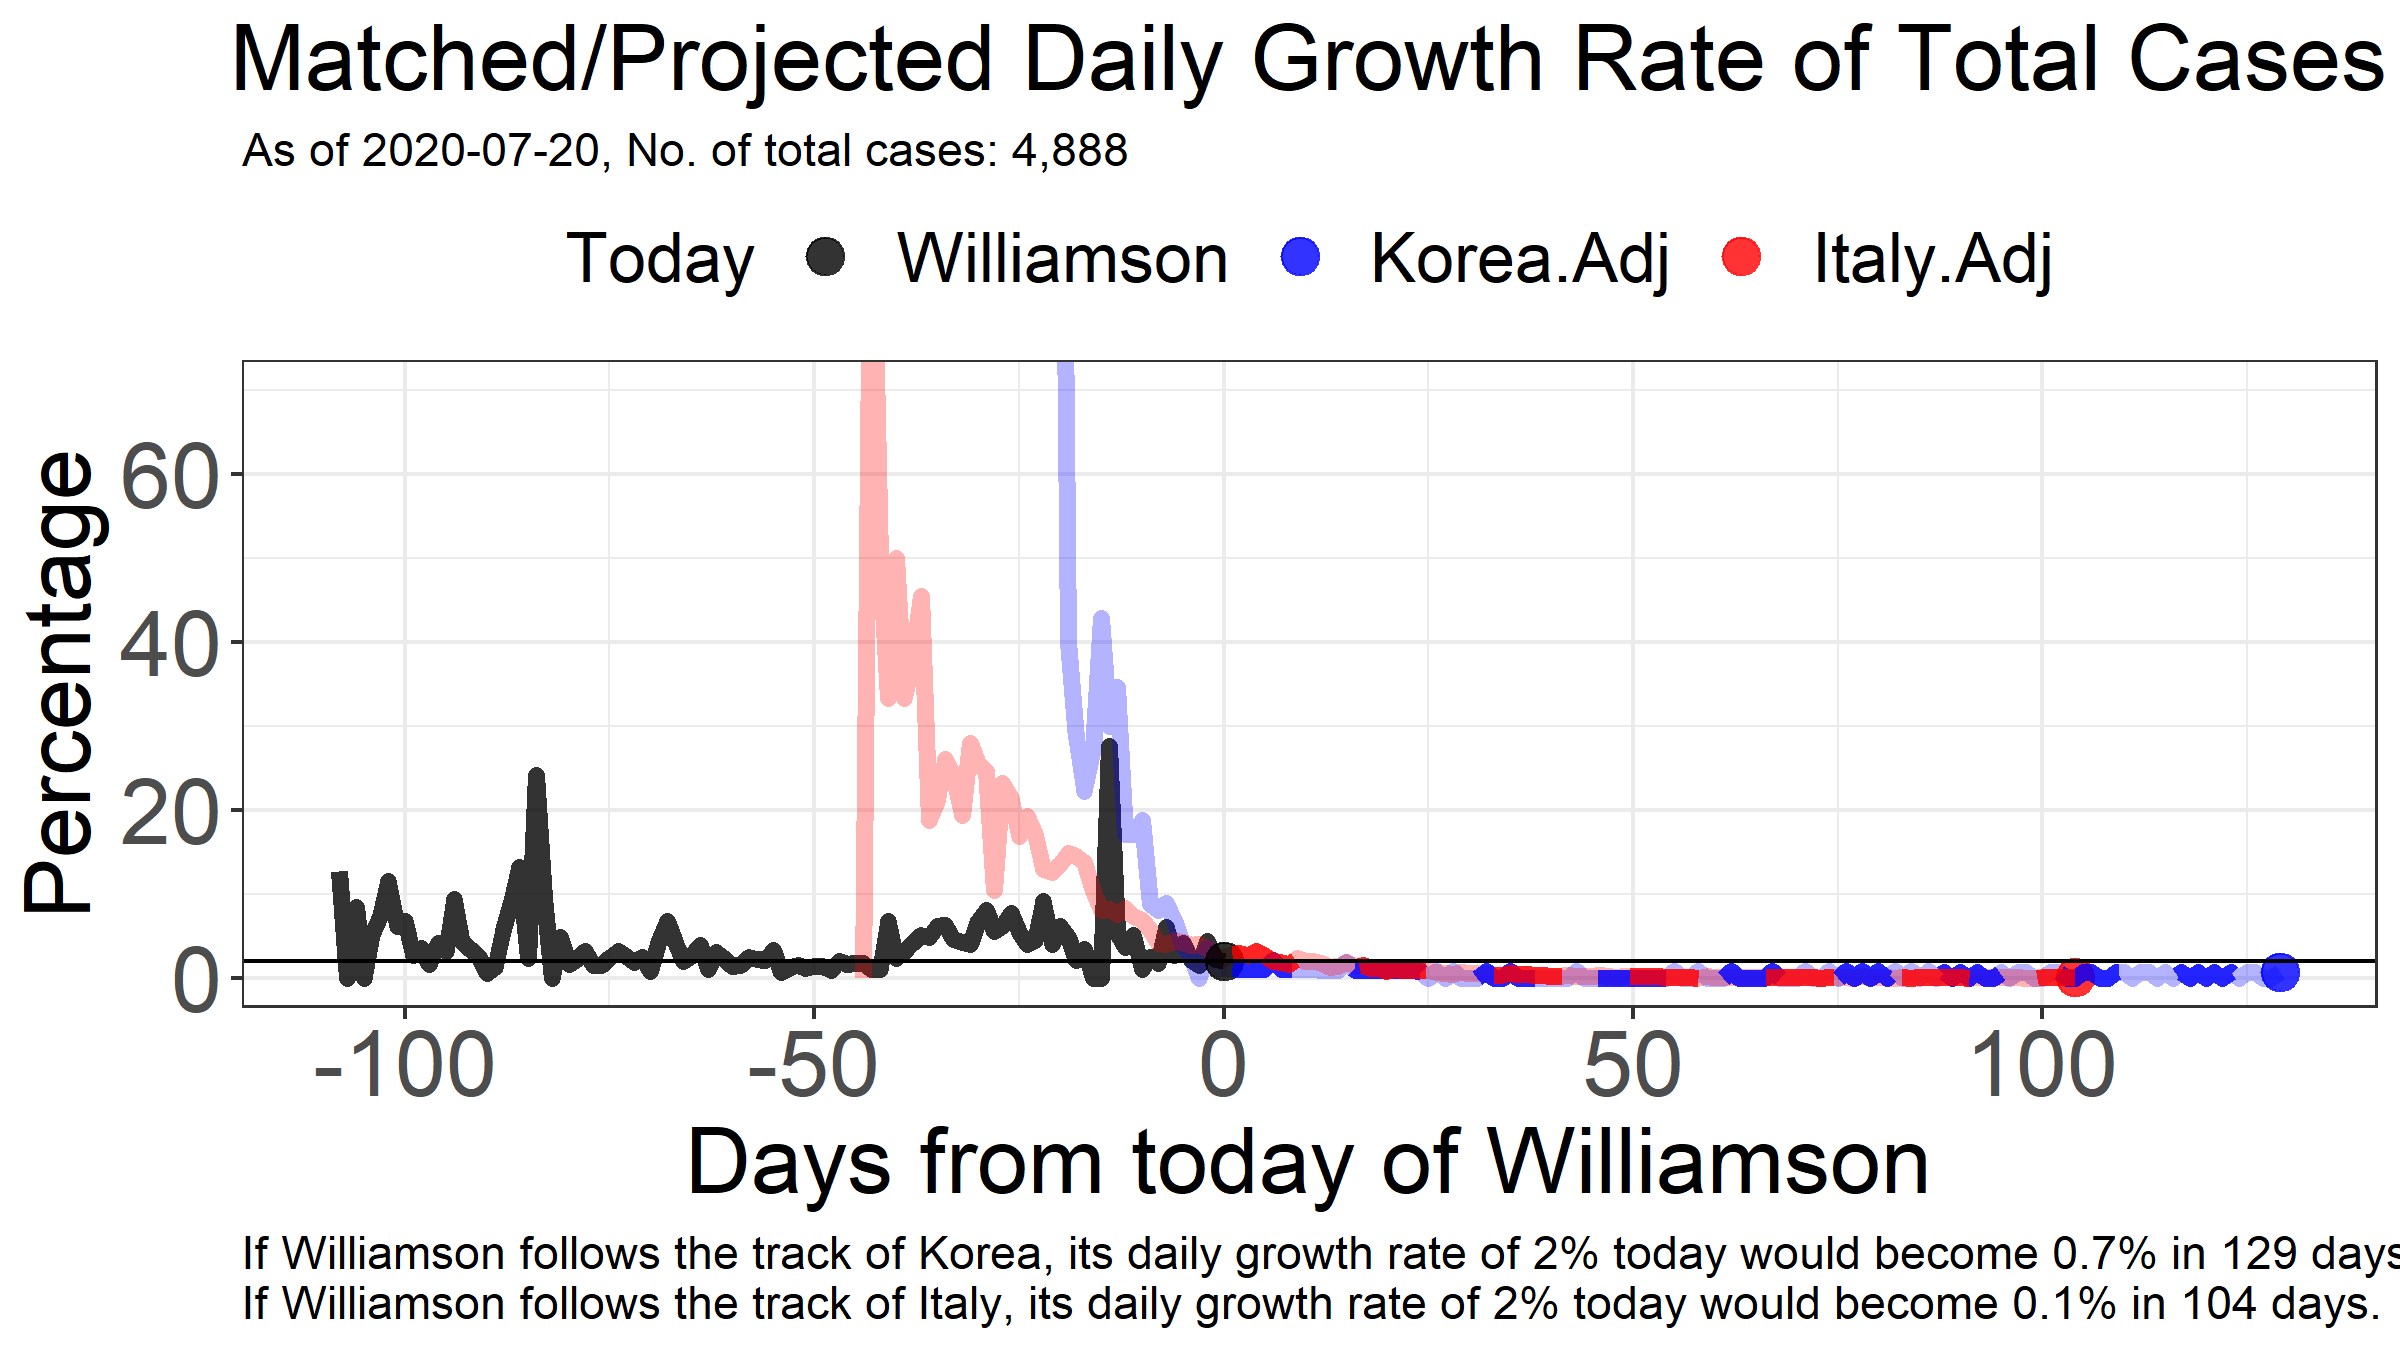 Matched/Projected Daily Growth Rate of Total Cases
As of 2020-07-20, No. of total cases: 4,888
Today Williamson Korea.Adj Italy.Adj
Percentage
60
40
20
0
-100 -50 0 50 100
Days from today of Williamson
If Williamson follows the track of Korea, its daily growth rate of 2% today would become 0.7% in 129 days
If Williamson follows the track of Italy, its daily growth rate of 2% today would become 0.1% in 104 days.